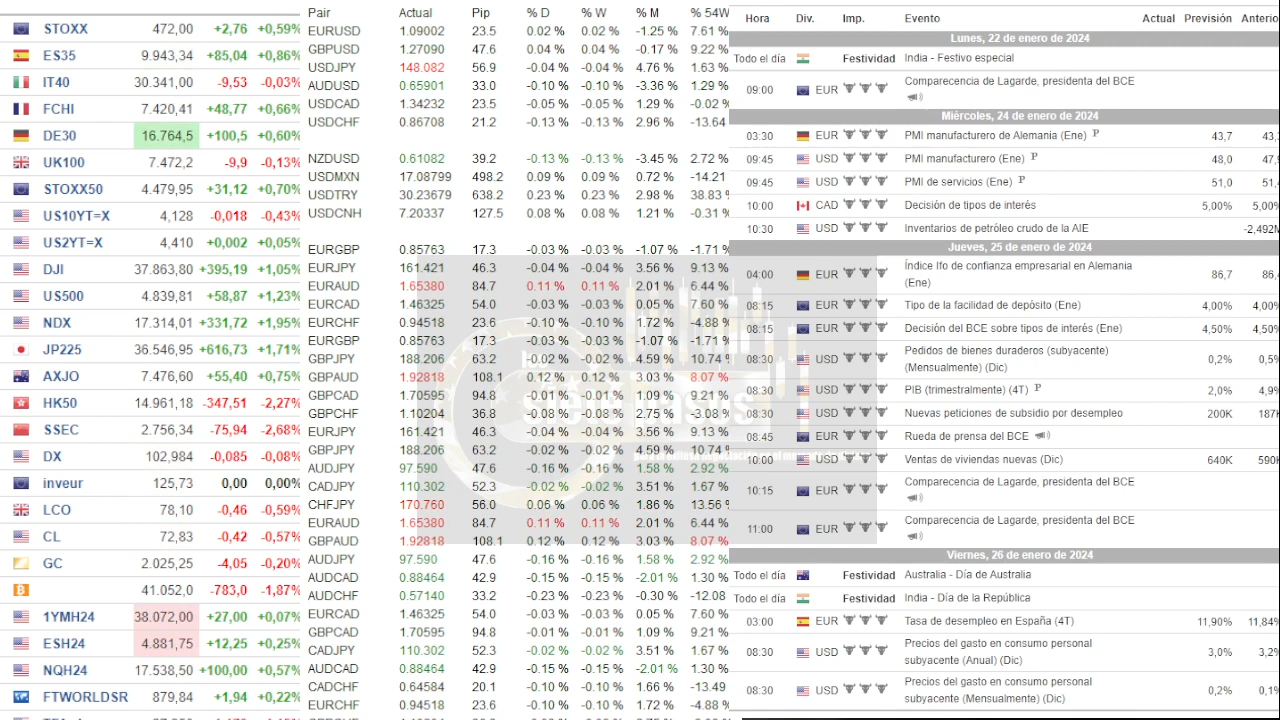 STOXX 472,00 +2,76 +0,59%
ES35 9.943,34 +85,04 +0,86%
IT40 30.341,00 -9,53 -0,03%
FCHI 7.420,41 +48,77 +0,66%
DE30 16.764,5 +100,5 +0,60%
UK100 7.472,2 -9,9 -0,13%
STOXX50 4.479,95 +31,12 +0,70%
US10YT=X 4,128 -0,018 -0,43%
US2YT=X 4,410 +0,002 +0,05%
DJI 37.863,80 +395,19 +1,05%
US500 4.839,81 +58,87 +1,23%
NDX 17.314,01 +331,72 +1,95%
JP225 36.546,95 +616,73 +1,71%
AXJO 7.476,60 +55,40 +0,75%
HK50 14.961,18 -347,51 -2,27%
SSEC 2.756,34 -75,94 -2,68%
DX 102,984 -0,085 -0,08%
inveur 125,73 0,00 0,00%
LCO 78,10 -0,46 -0,59%
CL 72,83 -0,42 -0,57%
GC 2.025,25 -4,05 -0,20%
41.052,0 -783,0 -1,87%
1YMH24 38.072,00 +27,00 +0,07%
ESH24 4.881,75 +12,25 +0,25%
NQH24 17.538,50 +100,00 +0,57%
FTWORLDSR 867,84 +1,94 +0,22%
Pair Actual Pip % D % W % M % 54W
EURUSD 1.09002 23.5 0.02 % 0.02 % -1.25 % 7.61 %
GBPUSD 1.27090 47.6 0.04 % 0.04 % -0.17 % 9.22 %
USDJPY 148.082 56.9 -0.04 % -0.04 % 4.76 % 1.63 %
AUDUSD 0.65901 33.0 -0.10 % -0.10 % -3.36 % 1.29 %
USDCAD 1.34232 23.5 -0.05 % -0.05 % 1.29 % -0.02 %
USDCHF 0.86708 21.2 -0.13 % -0.13 % 2.96 % -13.64
NZDUSD 0.61082 39.2 -0.13 % -0.13 % -3.45 % 2.72 %
USDMXN 17.08799 498.2 0.09 % 0.09 % 0.72 % -14.21
USDTRY 30.23679 638.2 0.23 % 0.23 % 2.98 % 38.83 %
USDCNH 7.20337 127.5 0.08 % 0.08 % 1.21 % -0.31 %
EURGBP 0.85763 17.3 -0.03 % -0.03 % -1.07 % -1.71 %
EURJPY 161.421 46.3 -0.04 % -0.04 % 3.56 % 9.13 %
EURAUD 1.65380 84.7 0.11 % 0.11 % 2.01 % 6.44 %
EURCAD 1.46325 54.0 -0.03 % -0.03 % 0.05 % 7.60 %
EURCHF 0.94518 23.6 -0.10 % -0.10 % 1.72 % -4.88 %
EURGBP 0.85763 17.3 -0.03 % -0.03 % -1.07 % -1.71 %
GBPJPY 188.206 63.2 -0.02 % -0.02 % 4.59 % 10.74 %
GBPAUD 1.92818 108.1 0.12 % 0.12 % 3.03 % 8.07 %
GBPCAD 1.70595 94.8 -0.01 % -0.01 % 1.09 % 9.21 %
GBPCHF 1.10204 36.8 -0.08 % -0.08 % 2.75 % -3.08 %
EURJPY 161.421 46.3 -0.04 % -0.04 % 3.56 % 9.13 %
GBPJPY 188.206 63.2 -0.02 % -0.02 % 4.59 % 10.74 %
AUDJPY 97.590 47.6 -0.16 % -0.16 % 1.58 % 2.92 %
CADJPY 110.302 52.3 -0.02 % -0.02 % 3.51 % 1.67 %
CHFJPY 170.760 56.0 0.06 % 0.06 % 1.86 % 13.56 %
EURAUD 1.65380 84.7 0.11 % 0.11 % 2.01 % 6.44 %
GBPAUD 1.92818 108.1 0.12 % 0.12 % 3.03 % 8.07 %
AUDJPY 97.590 47.6 -0.16 % -0.16 % 1.58 % 2.92 %
AUDCAD 0.88464 42.9 -0.15 % -0.15 % -2.01 % 1.30 %
AUDCHF 0.57140 33.2 -0.23 % -0.23 % -0.30 % -12.08
EURCAD 1.46325 54.0 -0.03 % -0.03 % 0.05 % 7.60 %
GBPCAD 1.70595 94.8 -0.01 % -0.01 % 1.09 % 9.21 %
CADJPY 110.302 52.3 -0.02 % -0.02 % 3.51 % 1.67 %
AUDCAD 0.88464 42.9 -0.15 % -0.15 % -2.01 % 1.30 %
CADCHF 0.64584 20.1 -0.10 % -0.10 % 1.66 % -13.49
EURCHF 0.94518 23.6 -0.10 % -0.10 % 1.72 % -4.88 %
Hora Div. Imp. Evento Actual Previsión Anterio
Lunes, 22 de enero de 2024
Todo el día Festividad India - Festivo especial
09:00 EUR Comparecencia de Lagarde, presidenta del BCE
Miércoles, 24 de enero de 2024
03:30 EUR PMI manufacturero de Alemania (Ene) P 43,7 43,
09:45 USD PMI manufacturero (Ene) P 48,0 47,
09:45 USD PMI de servicios (Ene) P 51,0 51,
10:00 CAD Decisión de tipos de interés 5,00% 5,00%
10:30 USD Inventarios de petróleo crudo de la AIE -2,492M
Jueves, 25 de enero de 2024
04:00 EUR Índice Ifo de confianza empresarial en Alemania
(Ene) 86,7 86,
08:15 EUR Tipo de la facilidad de depósito (Ene) 4,00% 4,00%
08:15 EUR Decisión del BCE sobre tipos de interés (Ene) 4,50% 4,50%
08:30 USD Pedidos de bienes duraderos (subyacente)
(Mensualmente) (Dic) 0,2% 0,5%
08:30 USD PIB (trimestralmente) (4T) P 2,0% 4,9%
08:30 USD Nuevas peticiones de subsidio por desempleo 200K 187K
08:45 EUR Rueda de prensa del BCE
10:00 USD Ventas de viviendas nuevas (Dic) 640K 590K
10:15 EUR Comparecencia de Lagarde, presidenta del BCE
11:00 EUR Comparecencia de Lagarde, presidenta del BCE
Viernes, 26 de enero de 2024
Todo el día Festividad Australia - Día de Australia
Todo el día Festividad India - Día de la República
03:00 EUR Tasa de desempleo en España (4T) 11,90% 11,84%
08:30 USD Precios del gasto en consumo personal
subyacente (Anual) (Dic) 3,0% 3,2%
08:30 USD Precios del gasto en consumo personal
subyacente (Mensualmente) (Dic) 0,2% 0,1%